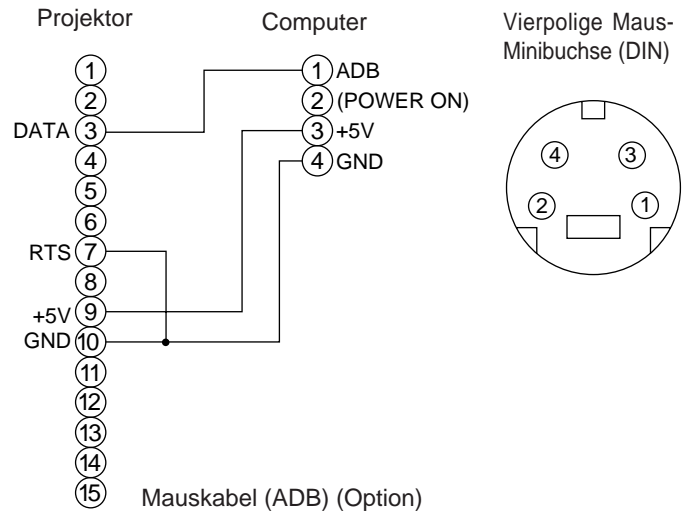 Projektor
Computer
Vierpolige Maus-
Minibuchse (DIN)
1
2
DATA 3
4
5
6
RTS 7
8
+5V 9
GND 10
11
12
13
14
15
1 ADB
2 (POWER ON)
3 +5V
4 GND
4 3
2 1
Mauskabel (ADB) (Option)